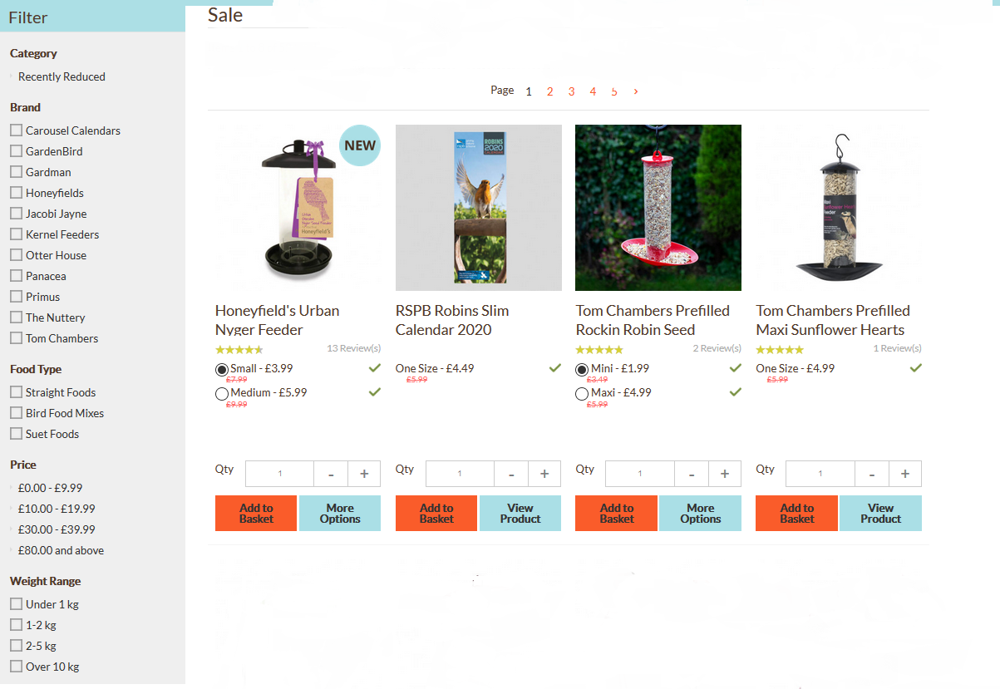 Filter
Category
Recently Reduced
Brand
Carousel Calendars
GardenBird
Gardman
Honeyfields
Jacobi Jayne
Kernel Feeders
Otter House
Panacea
Primus
The Nuttery
Tom Chambers
Food Type
Straight Foods
Bird Food Mixes
Suet Foods
Price
£0.00 - £9.99
£10.00 - £19.99
£30.00 - £39.99
£80.00 and above
Weight Range
Under 1 kg
1-2 kg
2-5 kg
Over 10 kg
Sale
Page 1 2 3 4 5 >
NEW
Honeyfield's
Honeyfield's Urban
Nyger Feeder
13 Review(s)
Small - £3.99
£7.99
Medium - £5.99
£9.99
Qty 1 - +
Add to
Basket
More
Options
rspb
ROBINS
2020
CALENDAR
RSPB Robins Slim
Calendar 2020
One Size - £4.49
£5.99
Qty 1 - +
Add to
Basket
View
Product
Tom Chambers Prefilled
Rockin Robin Seed
2 Review(s)
Mini - £1.99
£3.49
Maxi - £4.99
£5.99
Qty 1 - +
Add to
Basket
More
Options
Maxi
Sunflower Hearts
Feeder
Tom Chambers Prefilled
Maxi Sunflower Hearts
1 Review(s)
One Size - £4.99
£5.99
Qty 1 - +
Add to
Basket
View
Product